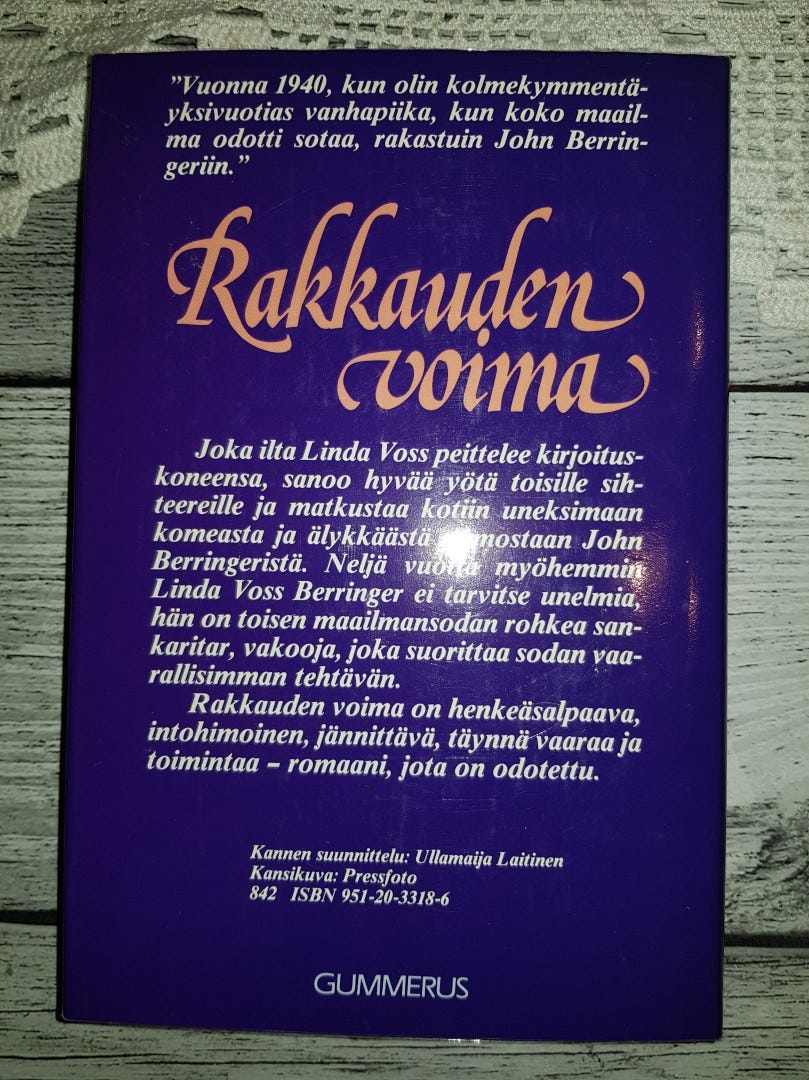 "Vuonna 1940, kun olin kolmekymmentä-
yksivuotias vanhapiika, kun koko maail-
ma odotti sotaa, rakastuin John Berrin-
geriin."
Rakkauden
voima
Joka ilta Linda Voss peittelee kirjoitus-
koneensa, sanoo hyvää yötä toisille sih-
teereille ja matkustaa kotiin uneksimaan
komeasta ja älykkäästä John
Berringeristä. Neljä vuotta myöhemmin
Linda Voss Berringer ei tarvitse unelmia,
hän on toisen maailmansodan rohkea san-
karitar, vakooja, joka suorittaa sodan vaa-
rallisimman tehtävän.
Rakkauden voima on henkeäsalpaava,
intohimoinen, jännittävä, täynnä vaaraa ja
toimintaa – romaani, jota on odotettu.
Kannen suunnittelu: Ullamaija Laitinen
Kansikuva: Pressfoto
842 ISBN 951-20-3318-6
GUMMERUS